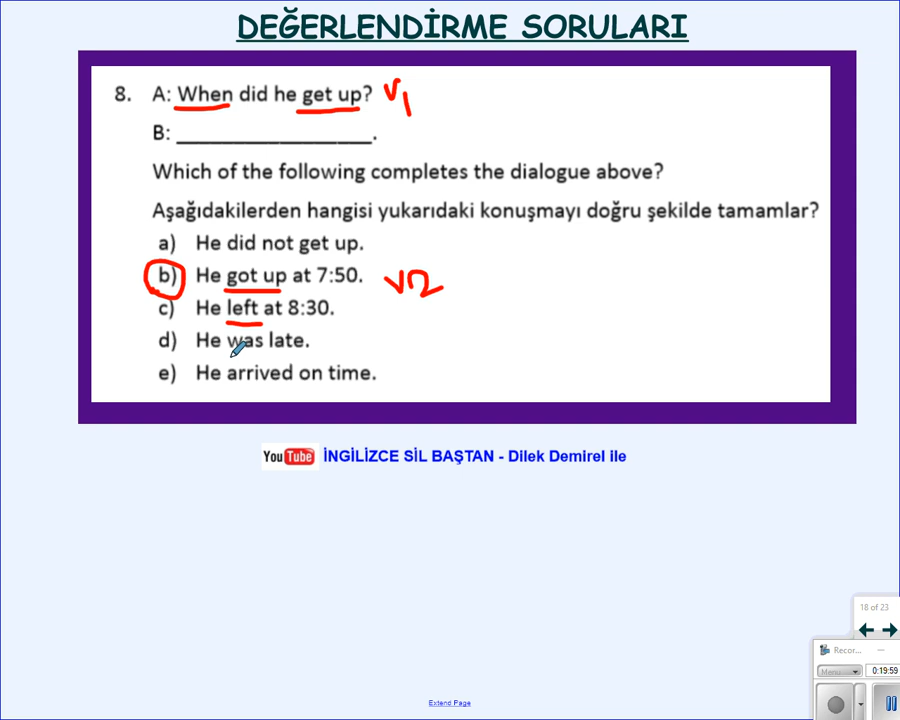 DEĞERLENDİRME SORULARI
8. A: When did he get up? V1
B: ___________________.
Which of the following completes the dialogue above?
Aşağıdakilerden hangisi yukarıdaki konuşmayı doğru şekilde tamamlar?
a) He did not get up.
b) He got up at 7:50. V2
c) He left at 8:30.
d) He was late.
e) He arrived on time.
YouTube İNGİLİZCE SİL BAŞTAN - Dilek Demirel ile
18 of 23
Recor...
Menu... 0:19:59
Extend Page